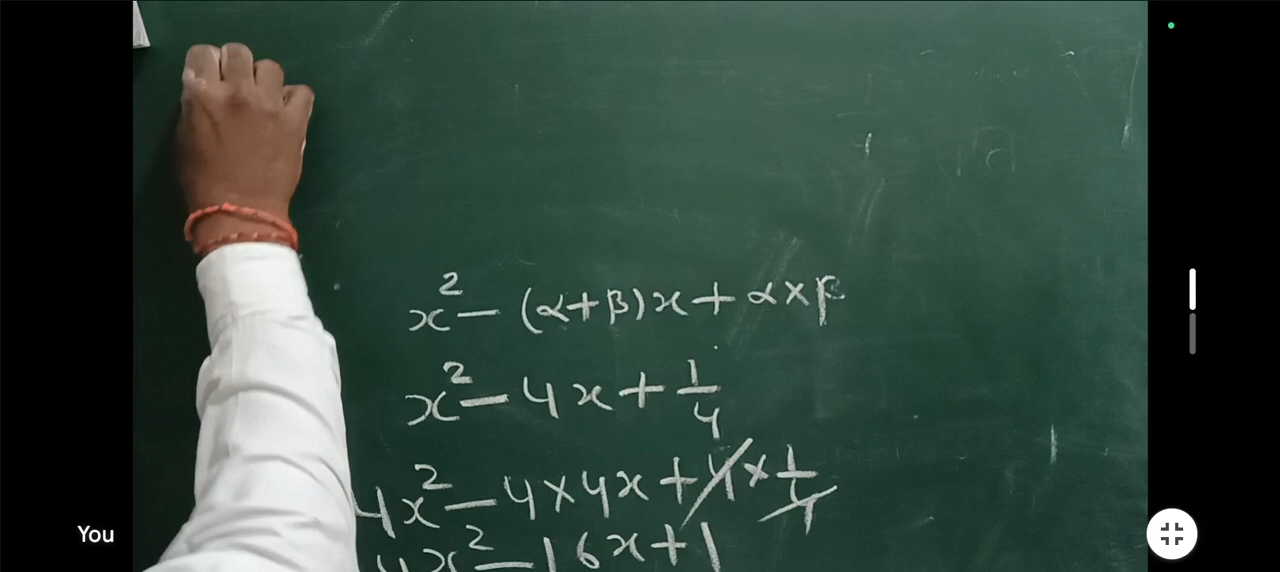 x² - (α+β)x + α×β
x² - 4x + 1/4
4x² - 4×4x + 4×1/4
4x² - 16x + 1
You